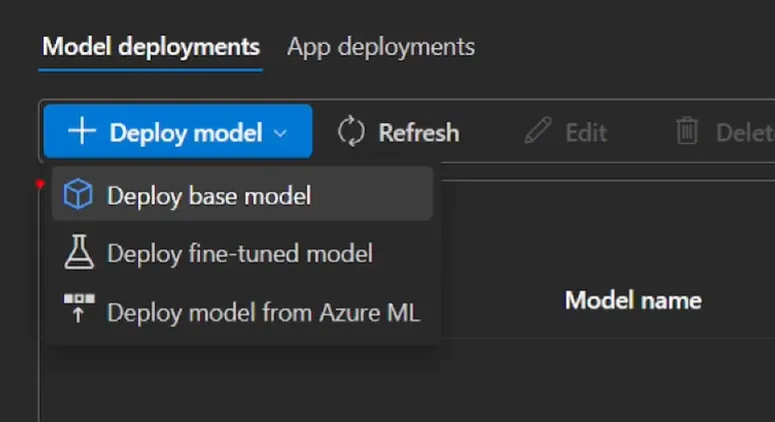 Model deployments App deployments
Deploy model Refresh Edit
Deploy base model
Deploy fine-tuned model
Deploy model from Azure ML
Model name